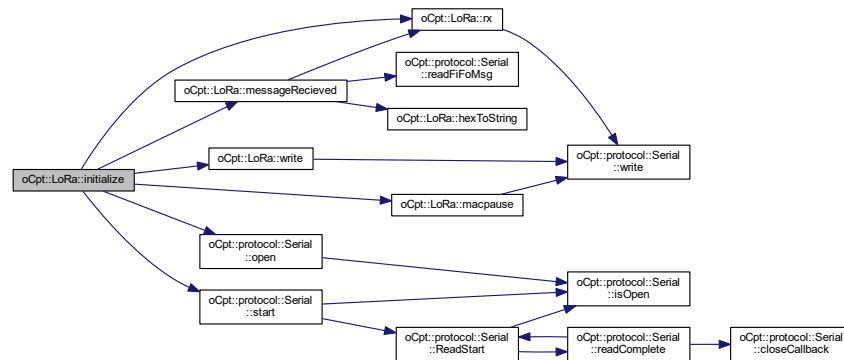 oCpt::LoRa::rx
oCpt::protocol::Serial
::readFiFoMsg
oCpt::LoRa::messageRecieved
oCpt::LoRa::hexToString
oCpt::LoRa::write
oCpt::protocol::Serial
::write
oCpt::LoRa::initialize
oCpt::LoRa::macpause
oCpt::protocol::Serial
::open
oCpt::protocol::Serial
::isOpen
oCpt::protocol::Serial
::start
oCpt::protocol::Serial
::ReadStart
oCpt::protocol::Serial
::readComplete
oCpt::protocol::Serial
::closeCallback